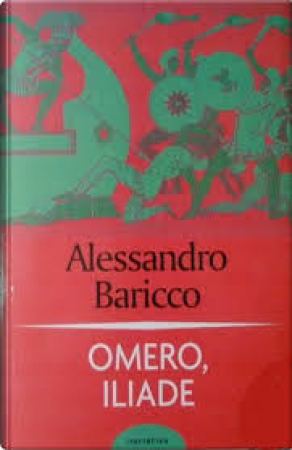 Alessandro
Baricco
OMERO,
ILIADE
narrativa